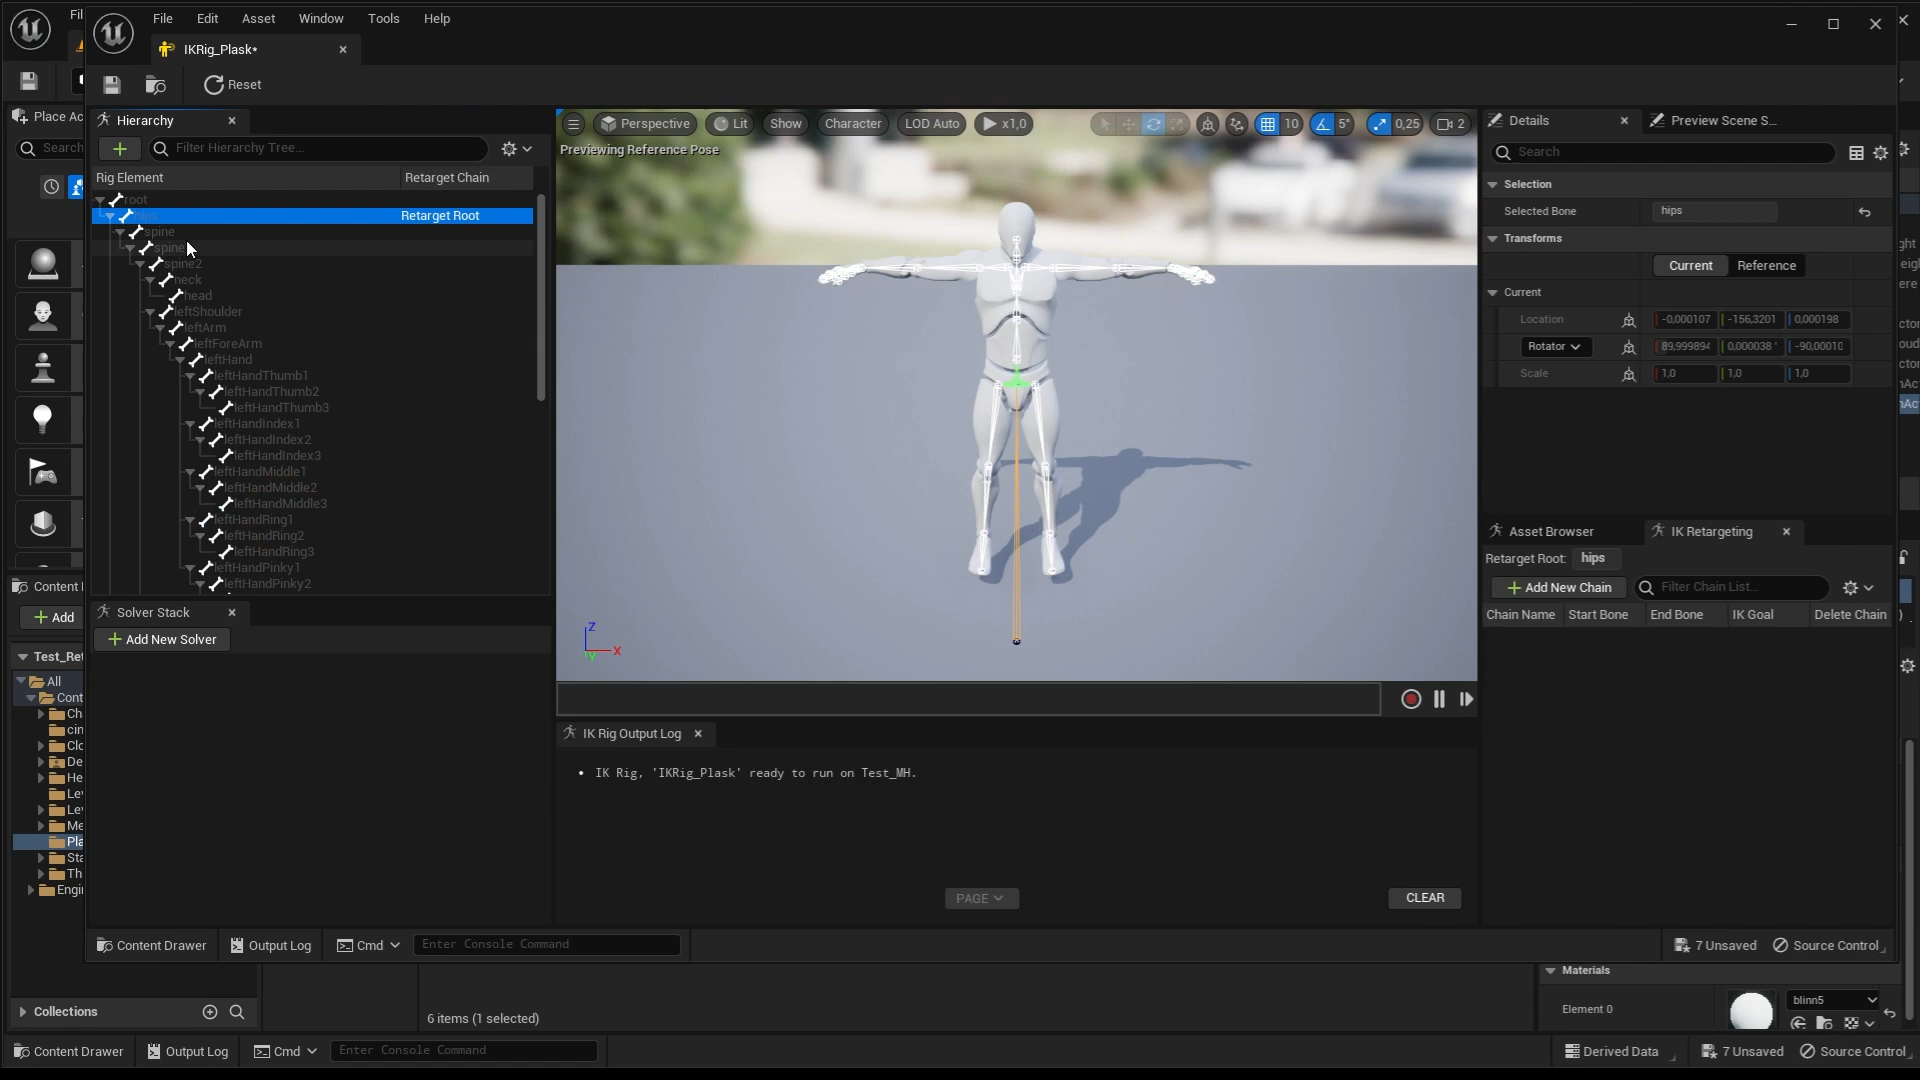 Fil
File Edit Asset Window Tools Help
IKRig_Plask*
Reset
Place Ac
Search
Hierarchy
Filter Hierarchy Tree...
Rig Element Retarget Chain
root
hips Retarget Root
spine
spine
spine2
neck
head
leftShoulder
leftArm
leftForeArm
leftHand
leftHandThumb1
leftHandThumb2
leftHandThumb3
leftHandIndex1
leftHandIndex2
leftHandIndex3
leftHandMiddle1
leftHandMiddle2
leftHandMiddle3
leftHandRing1
leftHandRing2
leftHandRing3
leftHandPinky1
leftHandPinky2
Solver Stack
Add New Solver
Perspective Lit Show Character LOD Auto x1,0 10 5° 0,25 2
Previewing Reference Pose
Z
X
Y
IK Rig Output Log
• IK Rig, 'IKRig_Plask' ready to run on Test_MH.
PAGE CLEAR
Details Preview Scene S...
Search
Selection
Selected Bone hips
Transforms
Current Reference
Current
Location -0,000107 -156,3201 0,000198
Rotator 89,999894 0,000038 ° -90,00010
Scale 1,0 1,0 1,0
Asset Browser IK Retargeting
Retarget Root: hips
Add New Chain Filter Chain List...
Chain Name Start Bone End Bone IK Goal Delete Chain
Content Drawer Output Log Cmd Enter Console Command 7 Unsaved Source Control
Content
Add
Test_Ret
All
Cont
Ch
cin
Clo
De
He
Lev
Lev
Me
Pla
Sta
Th
Engi
Collections
6 items (1 selected)
Materials
Element 0 blinn5
Content Drawer Output Log Cmd Enter Console Command Derived Data 7 Unsaved Source Control